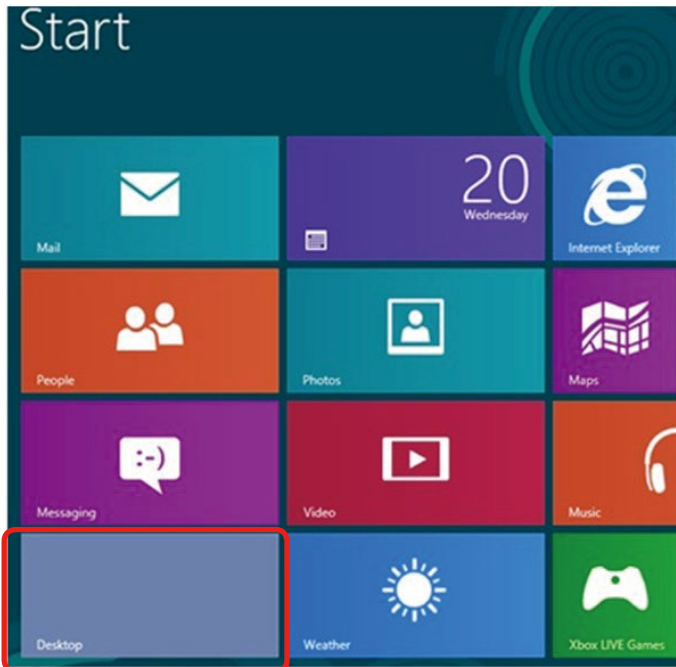 Start
20
Wednesday
Mail
Internet Explorer
People
Photos
Maps
:-)
Messaging
Video
Music
Desktop
Weather
Xbox LIVE Games